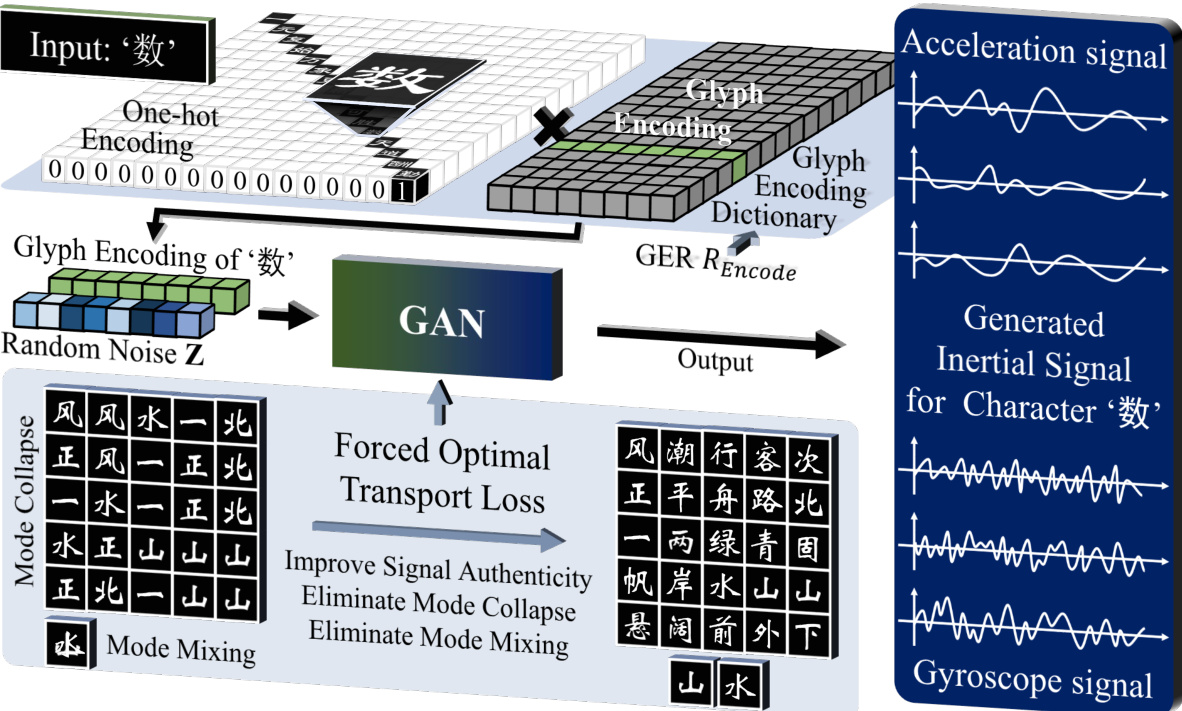 Input: ‘数’
One-hot
Encoding
数
0 0 0 0 0 0 0 0 0 0 0 0 0 0 0 1
Glyph
Encoding
Glyph
Encoding
Dictionary
GER R_Encode
Glyph Encoding of ‘数’
Random Noise Z
GAN
Output
Acceleration signal
Generated
Inertial Signal
for Character ‘数’
Gyroscope signal
Mode Collapse
风 风 水 一 北
正 风 一 正 北
一 水 一 正 北
水 正 山 山 山
正 北 一 山 山
Mode Mixing
Forced Optimal
Transport Loss
Improve Signal Authenticity
Eliminate Mode Collapse
Eliminate Mode Mixing
风 潮 行 客 次
正 平 舟 路 北
一 两 绿 青 固
帆 岸 水 山 山
悬 阔 前 外 下
山 水